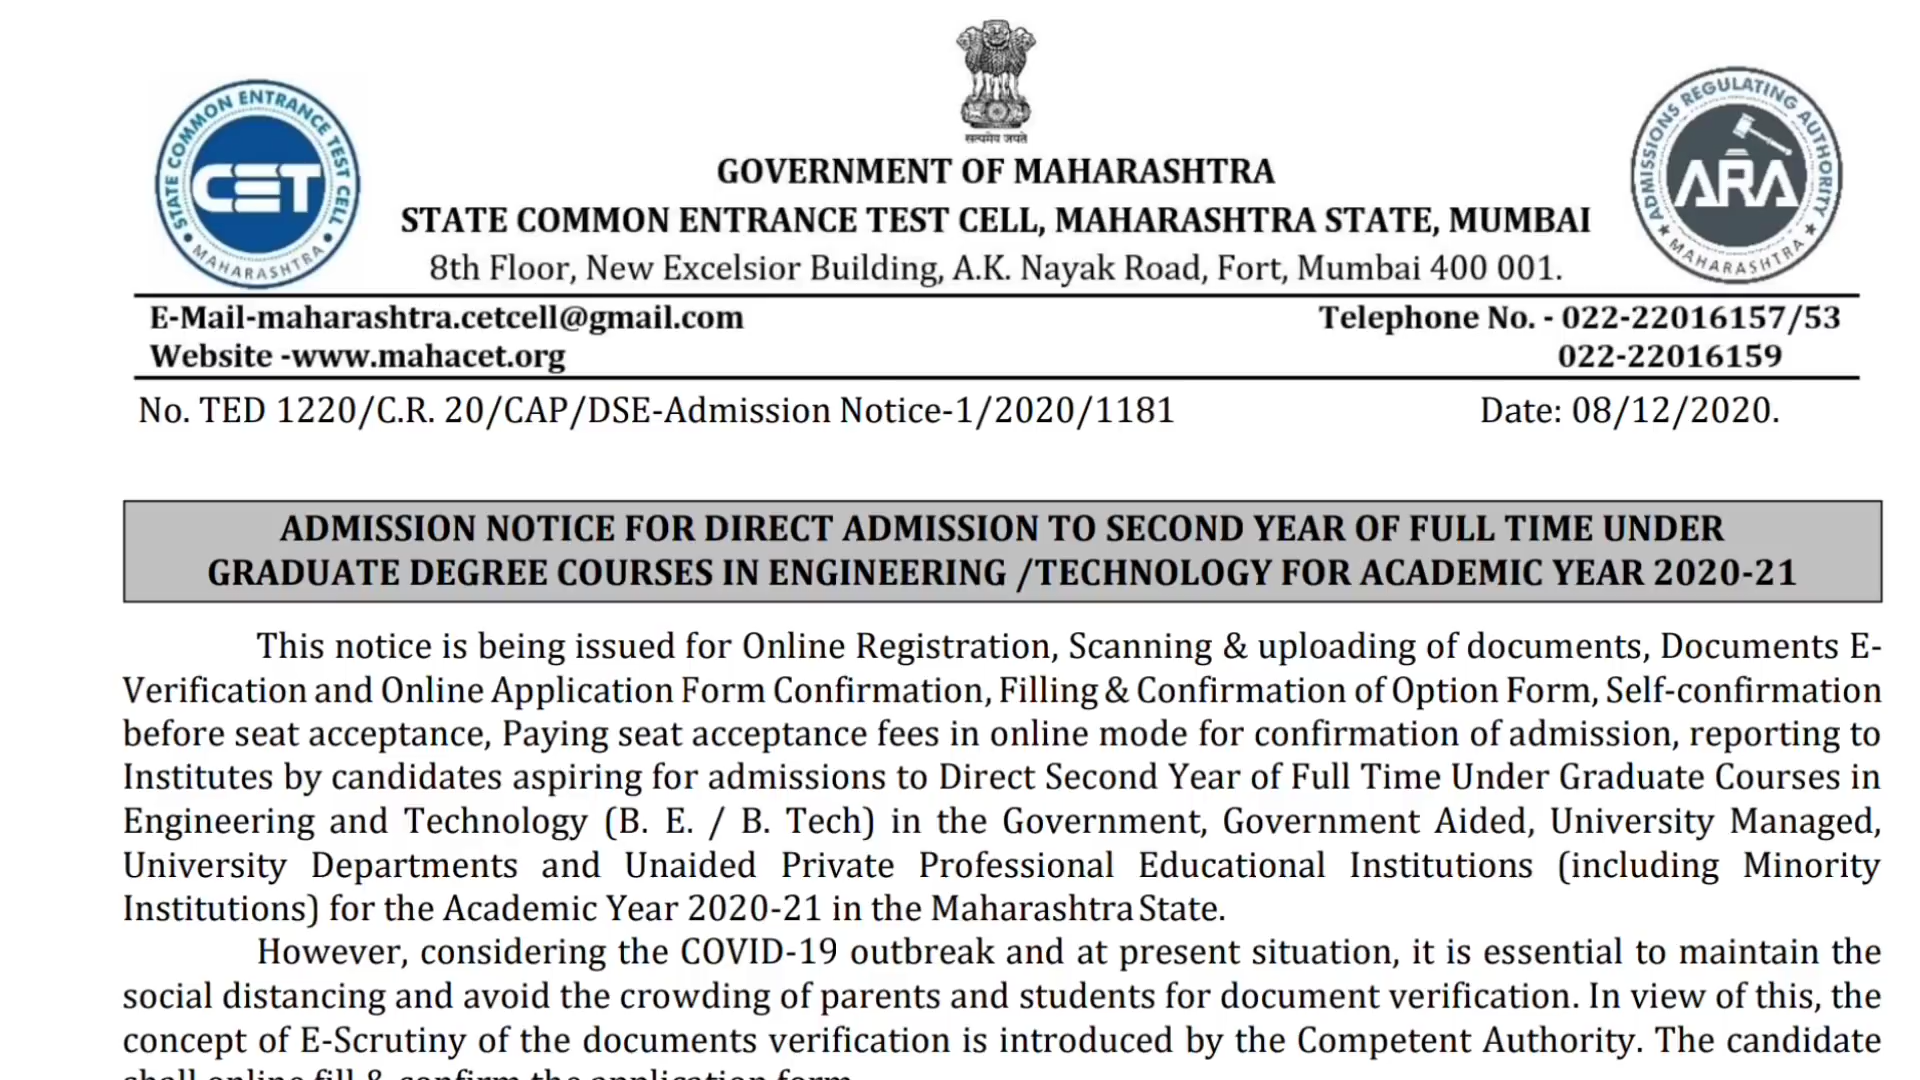 सत्यमेव जयते
STATE COMMON ENTRANCE TEST CELL
CET
MAHARASHTRA
ADMISSIONS REGULATING AUTHORITY
ARA
MAHARASHTRA
GOVERNMENT OF MAHARASHTRA
STATE COMMON ENTRANCE TEST CELL, MAHARASHTRA STATE, MUMBAI
8th Floor, New Excelsior Building, A.K. Nayak Road, Fort, Mumbai 400 001.
E-Mail-maharashtra.cetcell@gmail.com Telephone No. - 022-22016157/53
Website -www.mahacet.org 022-22016159
No. TED 1220/C.R. 20/CAP/DSE-Admission Notice-1/2020/1181 Date: 08/12/2020.
ADMISSION NOTICE FOR DIRECT ADMISSION TO SECOND YEAR OF FULL TIME UNDER
GRADUATE DEGREE COURSES IN ENGINEERING /TECHNOLOGY FOR ACADEMIC YEAR 2020-21
This notice is being issued for Online Registration, Scanning & uploading of documents, Documents E-
Verification and Online Application Form Confirmation, Filling & Confirmation of Option Form, Self-confirmation
before seat acceptance, Paying seat acceptance fees in online mode for confirmation of admission, reporting to
Institutes by candidates aspiring for admissions to Direct Second Year of Full Time Under Graduate Courses in
Engineering and Technology (B. E. / B. Tech) in the Government, Government Aided, University Managed,
University Departments and Unaided Private Professional Educational Institutions (including Minority
Institutions) for the Academic Year 2020-21 in the Maharashtra State.
However, considering the COVID-19 outbreak and at present situation, it is essential to maintain the
social distancing and avoid the crowding of parents and students for document verification. In view of this, the
concept of E-Scrutiny of the documents verification is introduced by the Competent Authority. The candidate
shall online fill & confirm the application form